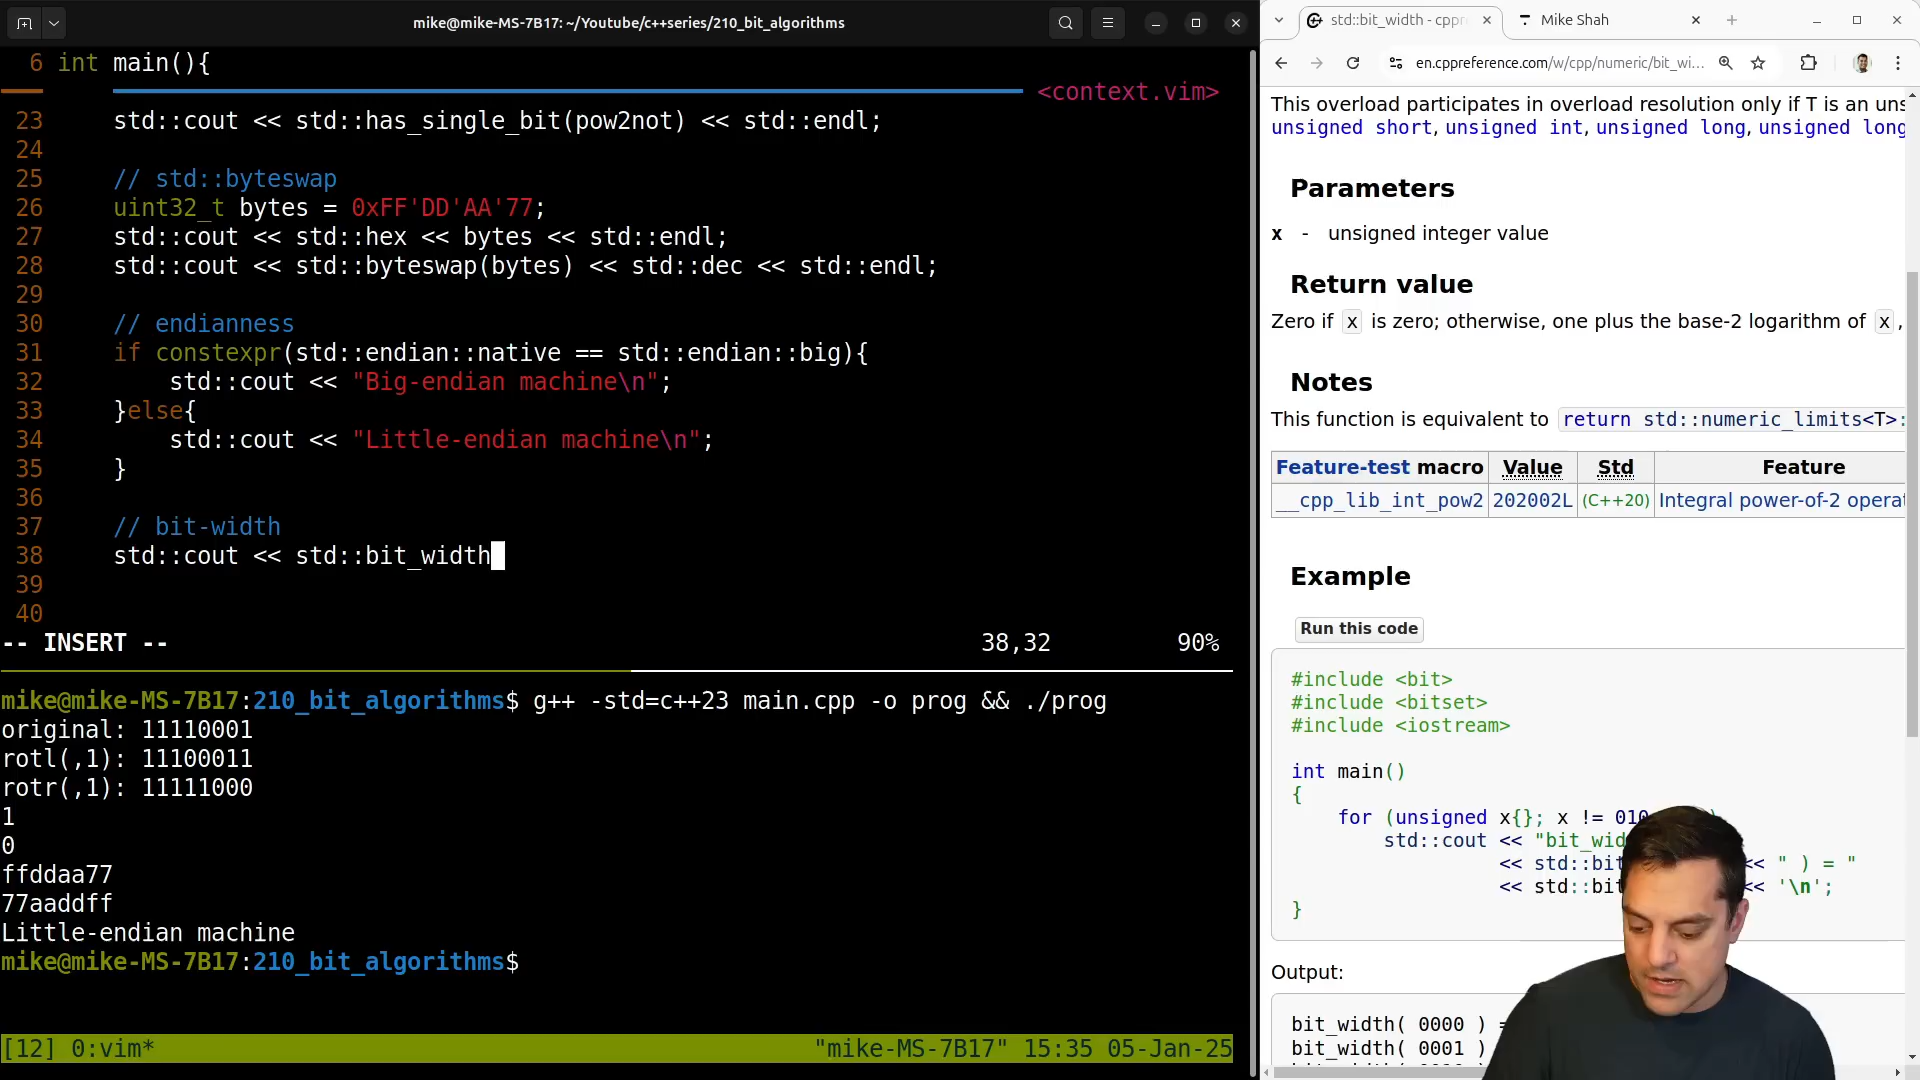 mike@mike-MS-7B17: ~/Youtube/c++series/210_bit_algorithms
6 int main(){
<context.vim>
23 std::cout << std::has_single_bit(pow2not) << std::endl;
24
25 // std::byteswap
26 uint32_t bytes = 0xFF'DD'AA'77;
27 std::cout << std::hex << bytes << std::endl;
28 std::cout << std::byteswap(bytes) << std::dec << std::endl;
29
30 // endianness
31 if constexpr(std::endian::native == std::endian::big){
32 std::cout << "Big-endian machine\n";
33 }else{
34 std::cout << "Little-endian machine\n";
35 }
36
37 // bit-width
38 std::cout << std::bit_width
39
40
-- INSERT -- 38,32 90%
mike@mike-MS-7B17:210_bit_algorithms$ g++ -std=c++23 main.cpp -o prog && ./prog
original: 11110001
rotl(,1): 11100011
rotr(,1): 11111000
1
0
ffddaa77
77aaddff
Little-endian machine
mike@mike-MS-7B17:210_bit_algorithms$
[12] 0:vim* "mike-MS-7B17" 15:35 05-Jan-25
std::bit_width - cppre
Mike Shah
en.cppreference.com/w/cpp/numeric/bit_wi...
This overload participates in overload resolution only if T is an uns
unsigned short, unsigned int, unsigned long, unsigned long
Parameters
x - unsigned integer value
Return value
Zero if x is zero; otherwise, one plus the base-2 logarithm of x,
Notes
This function is equivalent to return std::numeric_limits<T>:
Feature-test macro Value Std Feature
__cpp_lib_int_pow2 202002L (C++20) Integral power-of-2 opera
Example
Run this code
#include <bit>
#include <bitset>
#include <iostream>
int main()
{
for (unsigned x{}; x != 010
std::cout << "bit_wid
<< std::bit << " ) = "
<< std::bit << '\n';
}
Output:
bit_width( 0000 ) =
bit_width( 0001 )